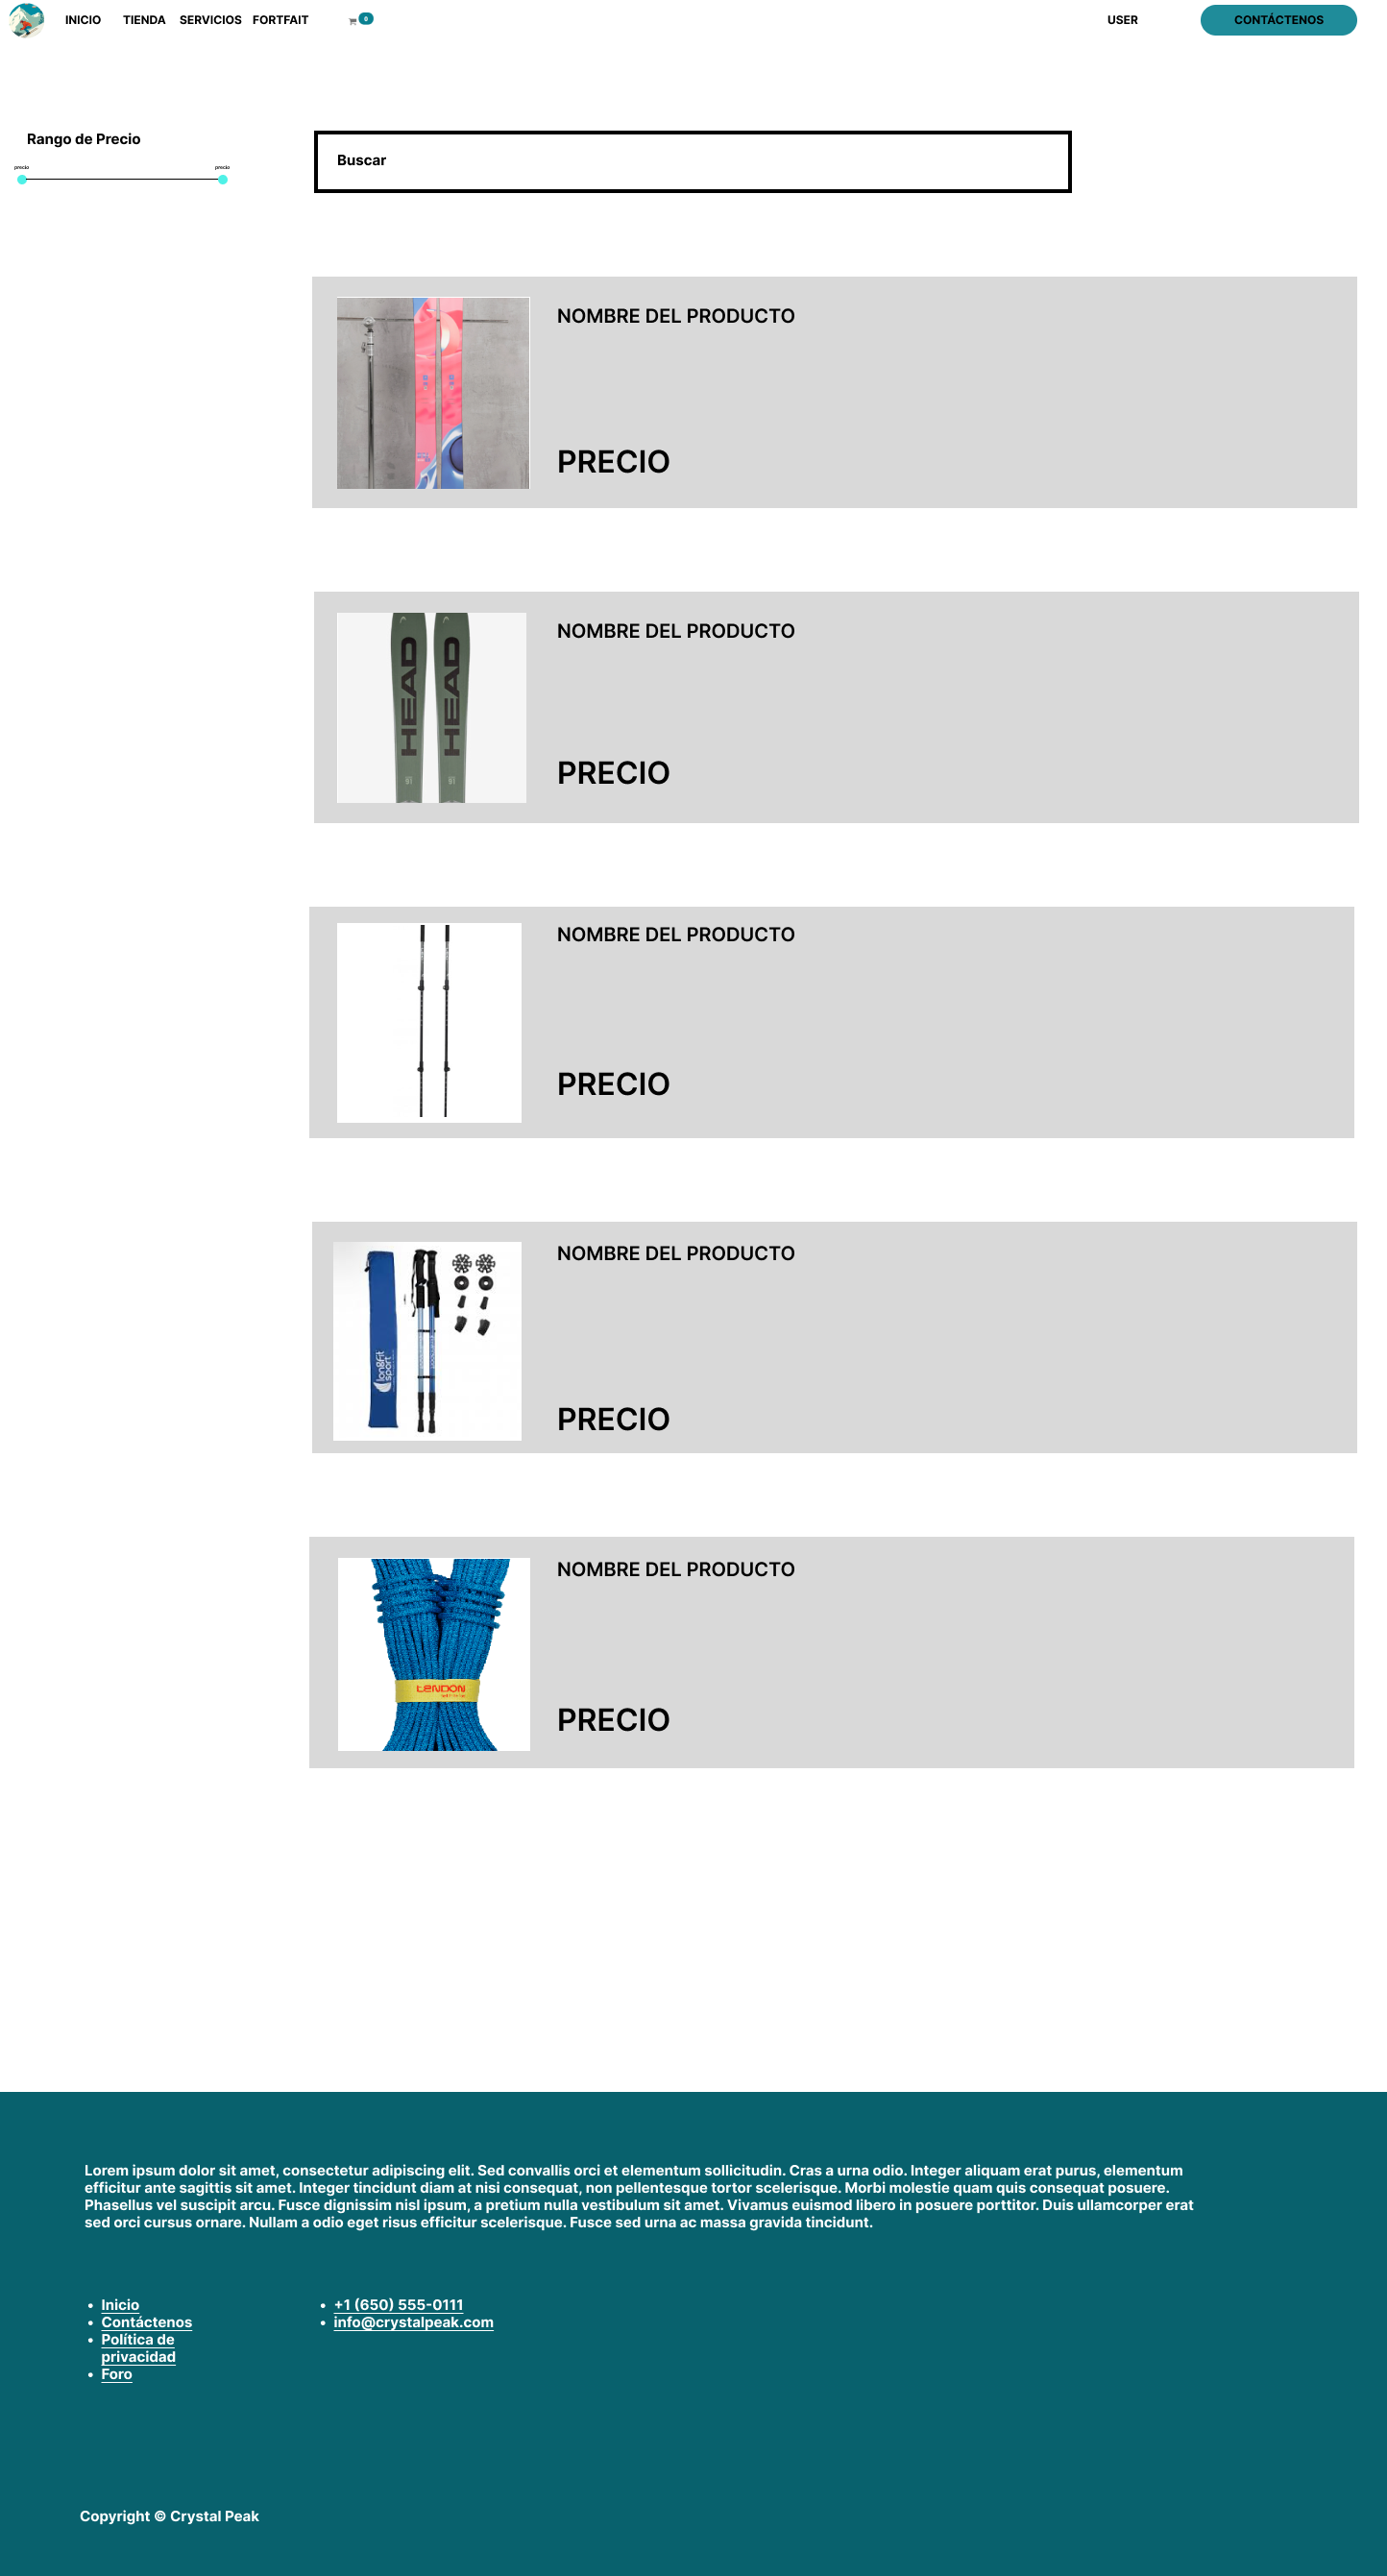 INICIO TIENDA SERVICIOS FORTFAIT 0 USER CONTÁCTENOS
Rango de Precio
precio precio
Buscar
NOMBRE DEL PRODUCTO
PRECIO
NOMBRE DEL PRODUCTO
HEAD HEAD
PRECIO
NOMBRE DEL PRODUCTO
PRECIO
NOMBRE DEL PRODUCTO
ion8Fit
sport
PRECIO
NOMBRE DEL PRODUCTO
TENDON
PRECIO
Lorem ipsum dolor sit amet, consectetur adipiscing elit. Sed convallis orci et elementum sollicitudin. Cras a urna odio. Integer aliquam erat purus, elementum
efficitur ante sagittis sit amet. Integer tincidunt diam at nisi consequat, non pellentesque tortor scelerisque. Morbi molestie quam quis consequat posuere.
Phasellus vel suscipit arcu. Fusce dignissim nisl ipsum, a pretium nulla vestibulum sit amet. Vivamus euismod libero in posuere porttitor. Duis ullamcorper erat
sed orci cursus ornare. Nullam a odio eget risus efficitur scelerisque. Fusce sed urna ac massa gravida tincidunt.
• Inicio
• Contáctenos
• Política de
privacidad
• Foro
• +1 (650) 555-0111
• info@crystalpeak.com
Copyright © Crystal Peak